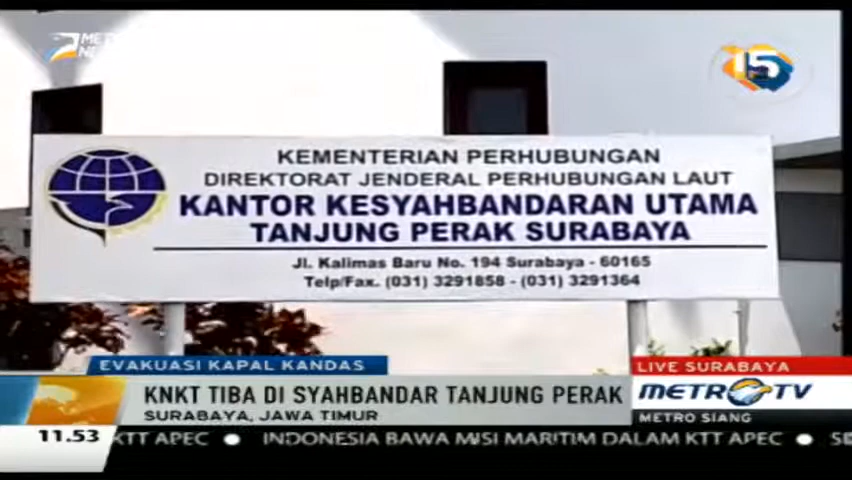 15
KEMENTERIAN PERHUBUNGAN
DIREKTORAT JENDERAL PERHUBUNGAN LAUT
KANTOR KESYAHBANDARAN UTAMA
TANJUNG PERAK SURABAYA
Jl. Kalimas Baru No. 194 Surabaya - 60165
Telp/Fax. (031) 3291858 - (031) 3291364
EVAKUASI KAPAL KANDAS
LIVE SURABAYA
KNKT TIBA DI SYAHBANDAR TANJUNG PERAK
SURABAYA, JAWA TIMUR
METRO TV
METRO SIANG
11.53
KTT APEC ● INDONESIA BAWA MISI MARITIM DALAM KTT APEC ●